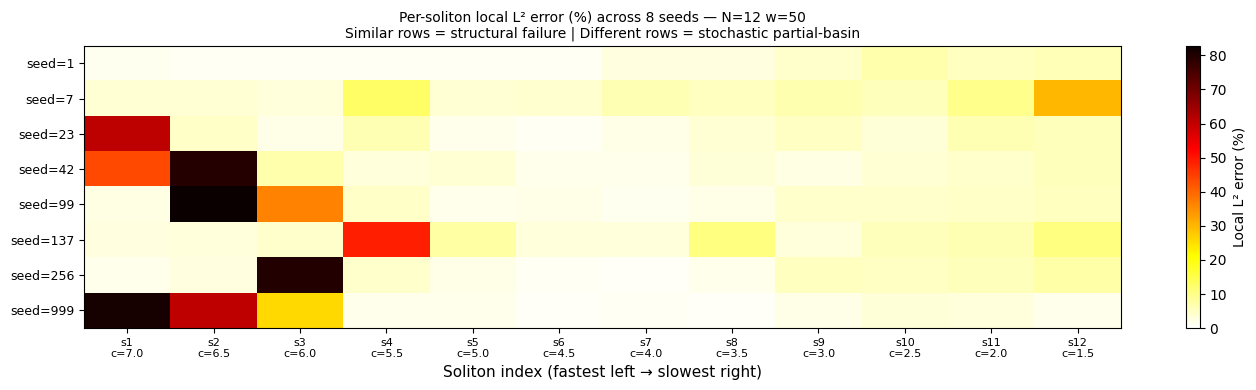 Per-soliton local L² error (%) across 8 seeds — N=12 w=50
Similar rows = structural failure | Different rows = stochastic partial-basin
seed=1
seed=7
seed=23
seed=42
seed=99
seed=137
seed=256
seed=999
s1 s2 s3 s4 s5 s6 s7 s8 s9 s10 s11 s12
c=7.0 c=6.5 c=6.0 c=5.5 c=5.0 c=4.5 c=4.0 c=3.5 c=3.0 c=2.5 c=2.0 c=1.5
Soliton index (fastest left → slowest right)
80
70
60
50
40
30
20
10
0
Local L² error (%)